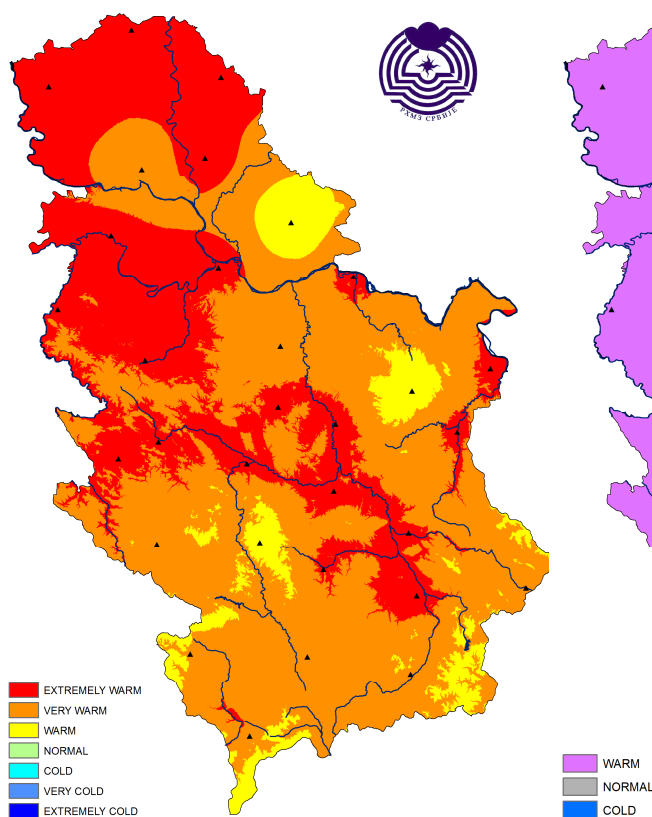 РХМЗ СРБИЈЕ
EXTREMELY WARM
VERY WARM
WARM
NORMAL
COLD
VERY COLD
EXTREMELY COLD
WARM
NORMAL
COLD